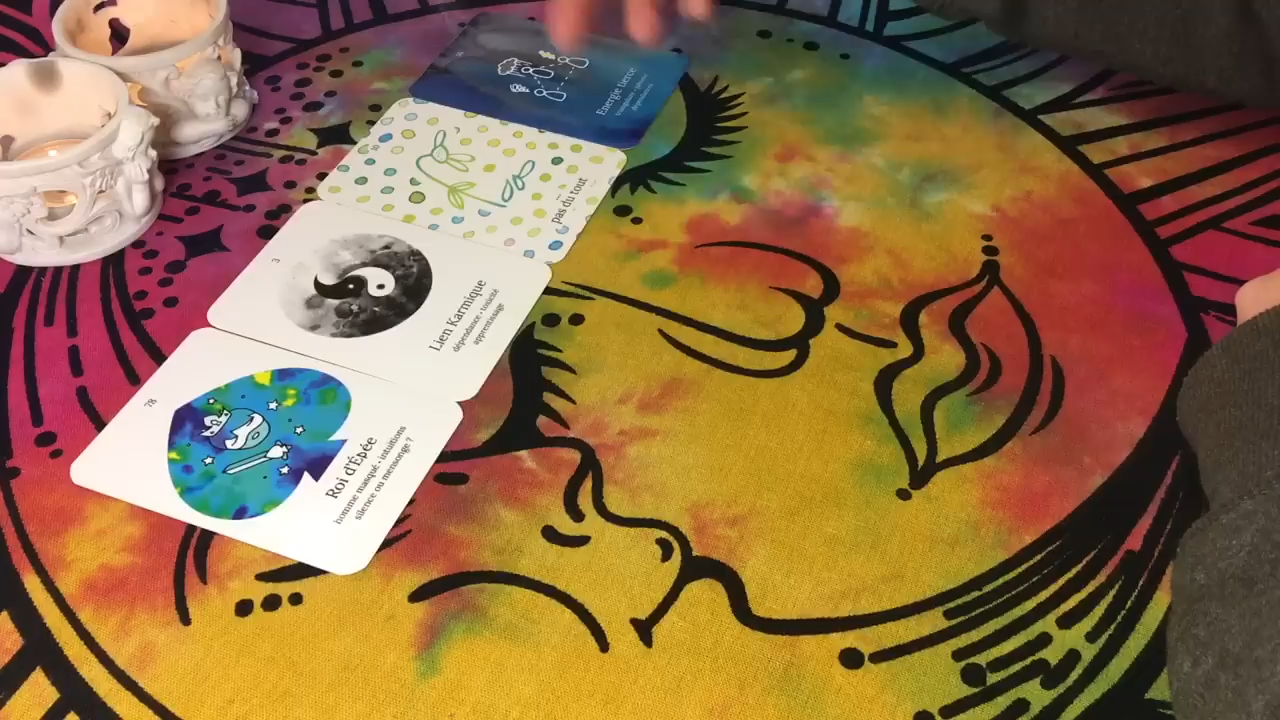 Energie tierce
pas du tout
3
Lien Karmique
dépendance • toxicité
apprentissage
78
Roi d'Épée
homme masqué • intuitions
silence ou mensonge ?